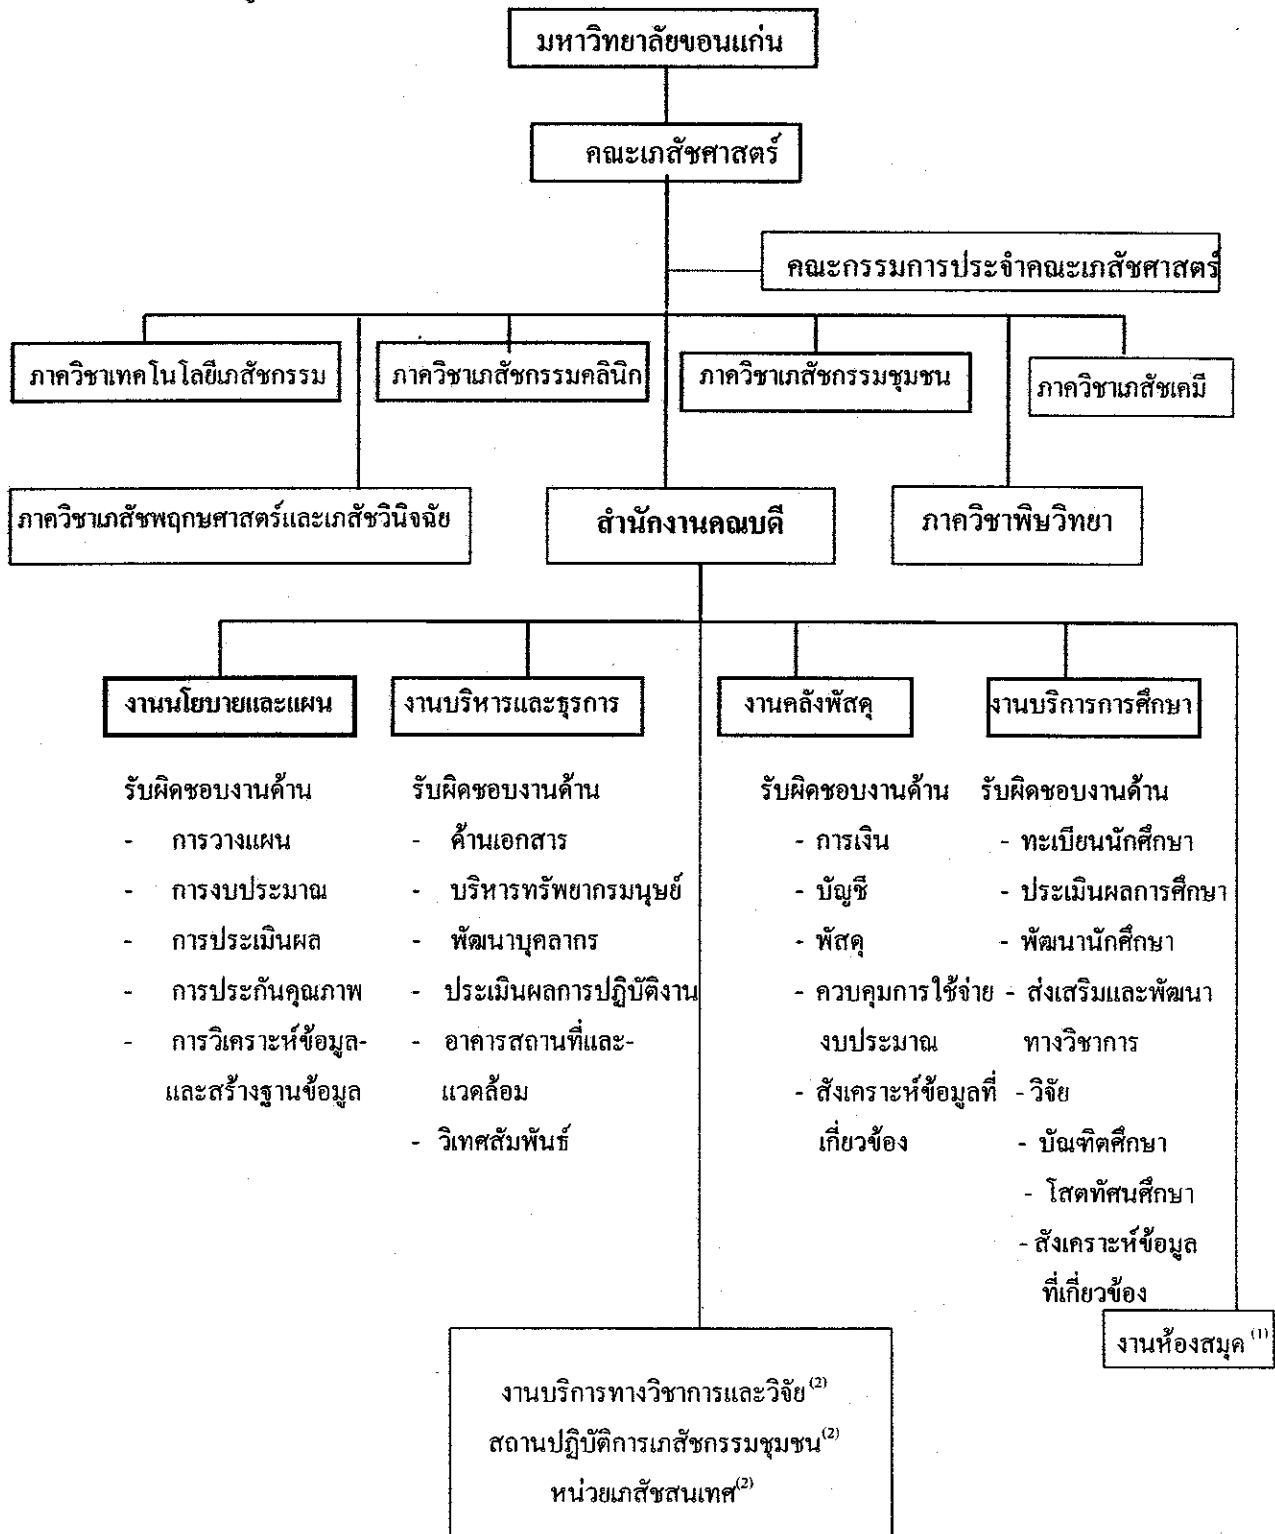 มหาวิทยาลัยขอนแก่น
คณะเภสัชศาสตร์
คณะกรรมการประจำคณะเภสัชศาสตร์
ภาควิชาเทคโนโลยีเภสัชกรรม
ภาควิชาเภสัชกรรมคลินิก
ภาควิชาเภสัชกรรมชุมชน
ภาควิชาเภสัชเคมี
ภาควิชาเภสัชพฤกษศาสตร์และเภสัชวินิจฉัย
สำนักงานคณบดี
ภาควิชาพิษวิทยา
งานนโยบายและแผน
รับผิดชอบงานด้าน
- การวางแผน
- การงบประมาณ
- การประเมินผล
- การประกันคุณภาพ
- การวิเคราะห์ข้อมูล-
และสร้างฐานข้อมูล
งานบริหารและธุรการ
รับผิดชอบงานด้าน
- ด้านเอกสาร
- บริหารทรัพยากรมนุษย์
- พัฒนาบุคลากร
- ประเมินผลการปฏิบัติงาน
- อาคารสถานที่และ-
แวดล้อม
- วิเทศสัมพันธ์
งานคลังพัสดุ
รับผิดชอบงานด้าน
- การเงิน
- บัญชี
- พัสดุ
- ควบคุมการใช้จ่าย
งบประมาณ
- สังเคราะห์ข้อมูลที่
เกี่ยวข้อง
งานบริการการศึกษา
รับผิดชอบงานด้าน
- ทะเบียนนักศึกษา
- ประเมินผลการศึกษา
- พัฒนานักศึกษา
- ส่งเสริมและพัฒนา
ทางวิชาการ
- วิจัย
- บัณฑิตศึกษา
- โสตทัศนศึกษา
- สังเคราะห์ข้อมูล
ที่เกี่ยวข้อง
งานห้องสมุด (1)
งานบริการทางวิชาการและวิจัย(2)
สถานปฏิบัติการเภสัชกรรมชุมชน(2)
หน่วยเภสัชสนเทศ(2)